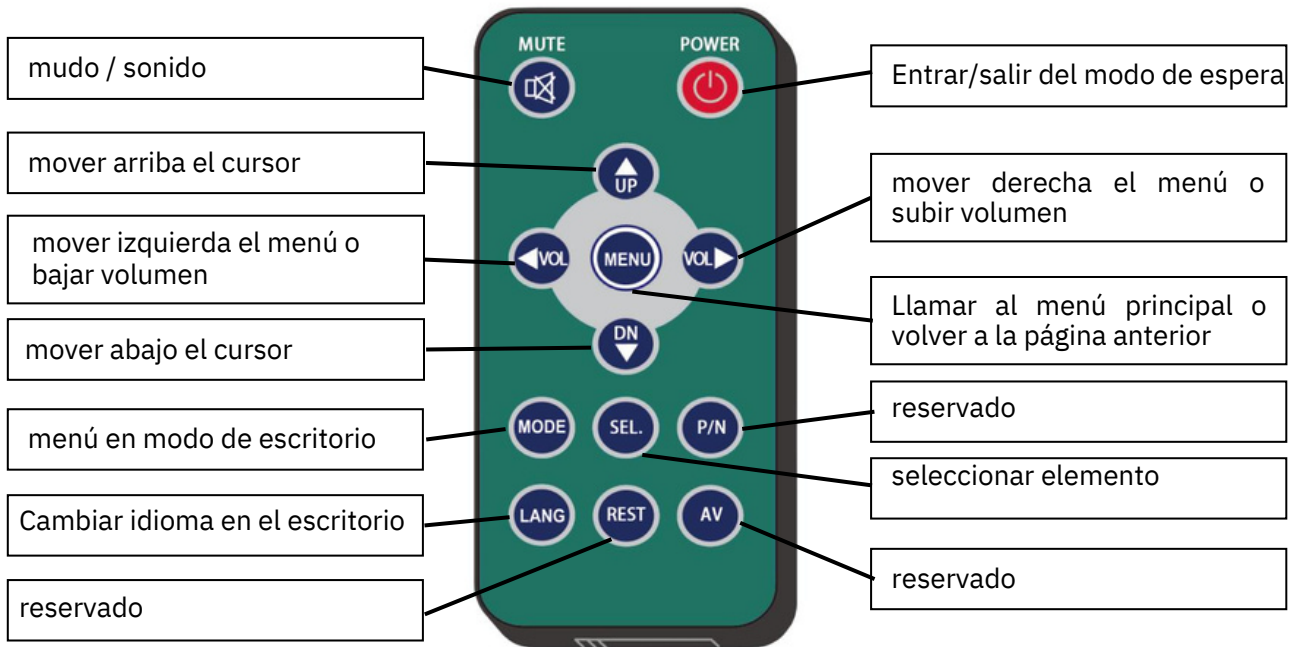 MUTE
POWER
mudo / sonido
Entrar/salir del modo de espera
mover arriba el cursor
UP
mover derecha el menú o
subir volumen
mover izquierda el menú o
bajar volumen
VOL
MENU
VOL
Llamar al menú principal o
volver a la página anterior
DN
mover abajo el cursor
reservado
menú en modo de escritorio
MODE
SEL.
P/N
seleccionar elemento
Cambiar idioma en el escritorio
LANG
REST
AV
reservado
reservado